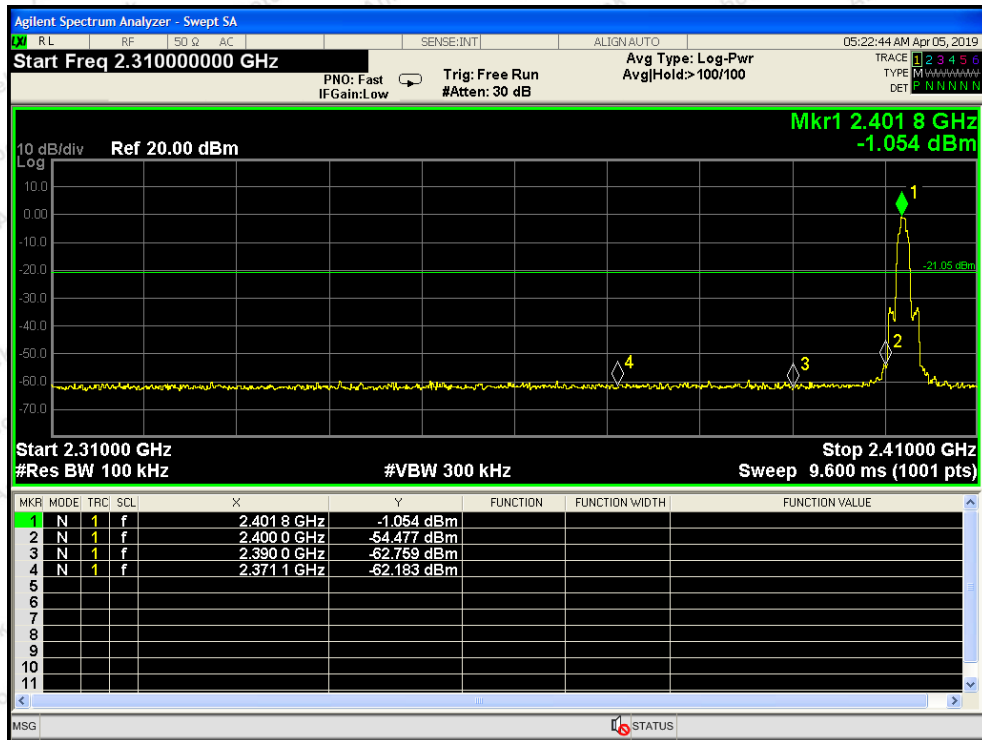 Agilent Spectrum Analyzer - Swept SA
LXI RL RF 50 Ω AC SENSE:INT ALIGNAUTO 05:22:44 AM Apr 05, 2019
Start Freq 2.310000000 GHz
PNO: Fast
IFGain:Low
Trig: Free Run
#Atten: 30 dB
Avg Type: Log-Pwr
Avg|Hold:>100/100
TRACE 1 2 3 4 5 6
TYPE M
DET P N N N N N
Mkr1 2.401 8 GHz
-1.054 dBm
10 dB/div Ref 20.00 dBm
Log
10.0
0.00
-10.0
-20.0
-30.0
-40.0
-50.0
-60.0
-70.0
1
-21.05 dBm
2
3
4
Start 2.31000 GHz Stop 2.41000 GHz
#Res BW 100 kHz #VBW 300 kHz Sweep 9.600 ms (1001 pts)
MKR MODE TRC SCL X Y FUNCTION FUNCTION WIDTH FUNCTION VALUE
1 N 1 f 2.401 8 GHz -1.054 dBm
2 N 1 f 2.400 0 GHz -54.477 dBm
3 N 1 f 2.390 0 GHz -62.759 dBm
4 N 1 f 2.371 1 GHz -62.183 dBm
5
6
7
8
9
10
11
MSG STATUS